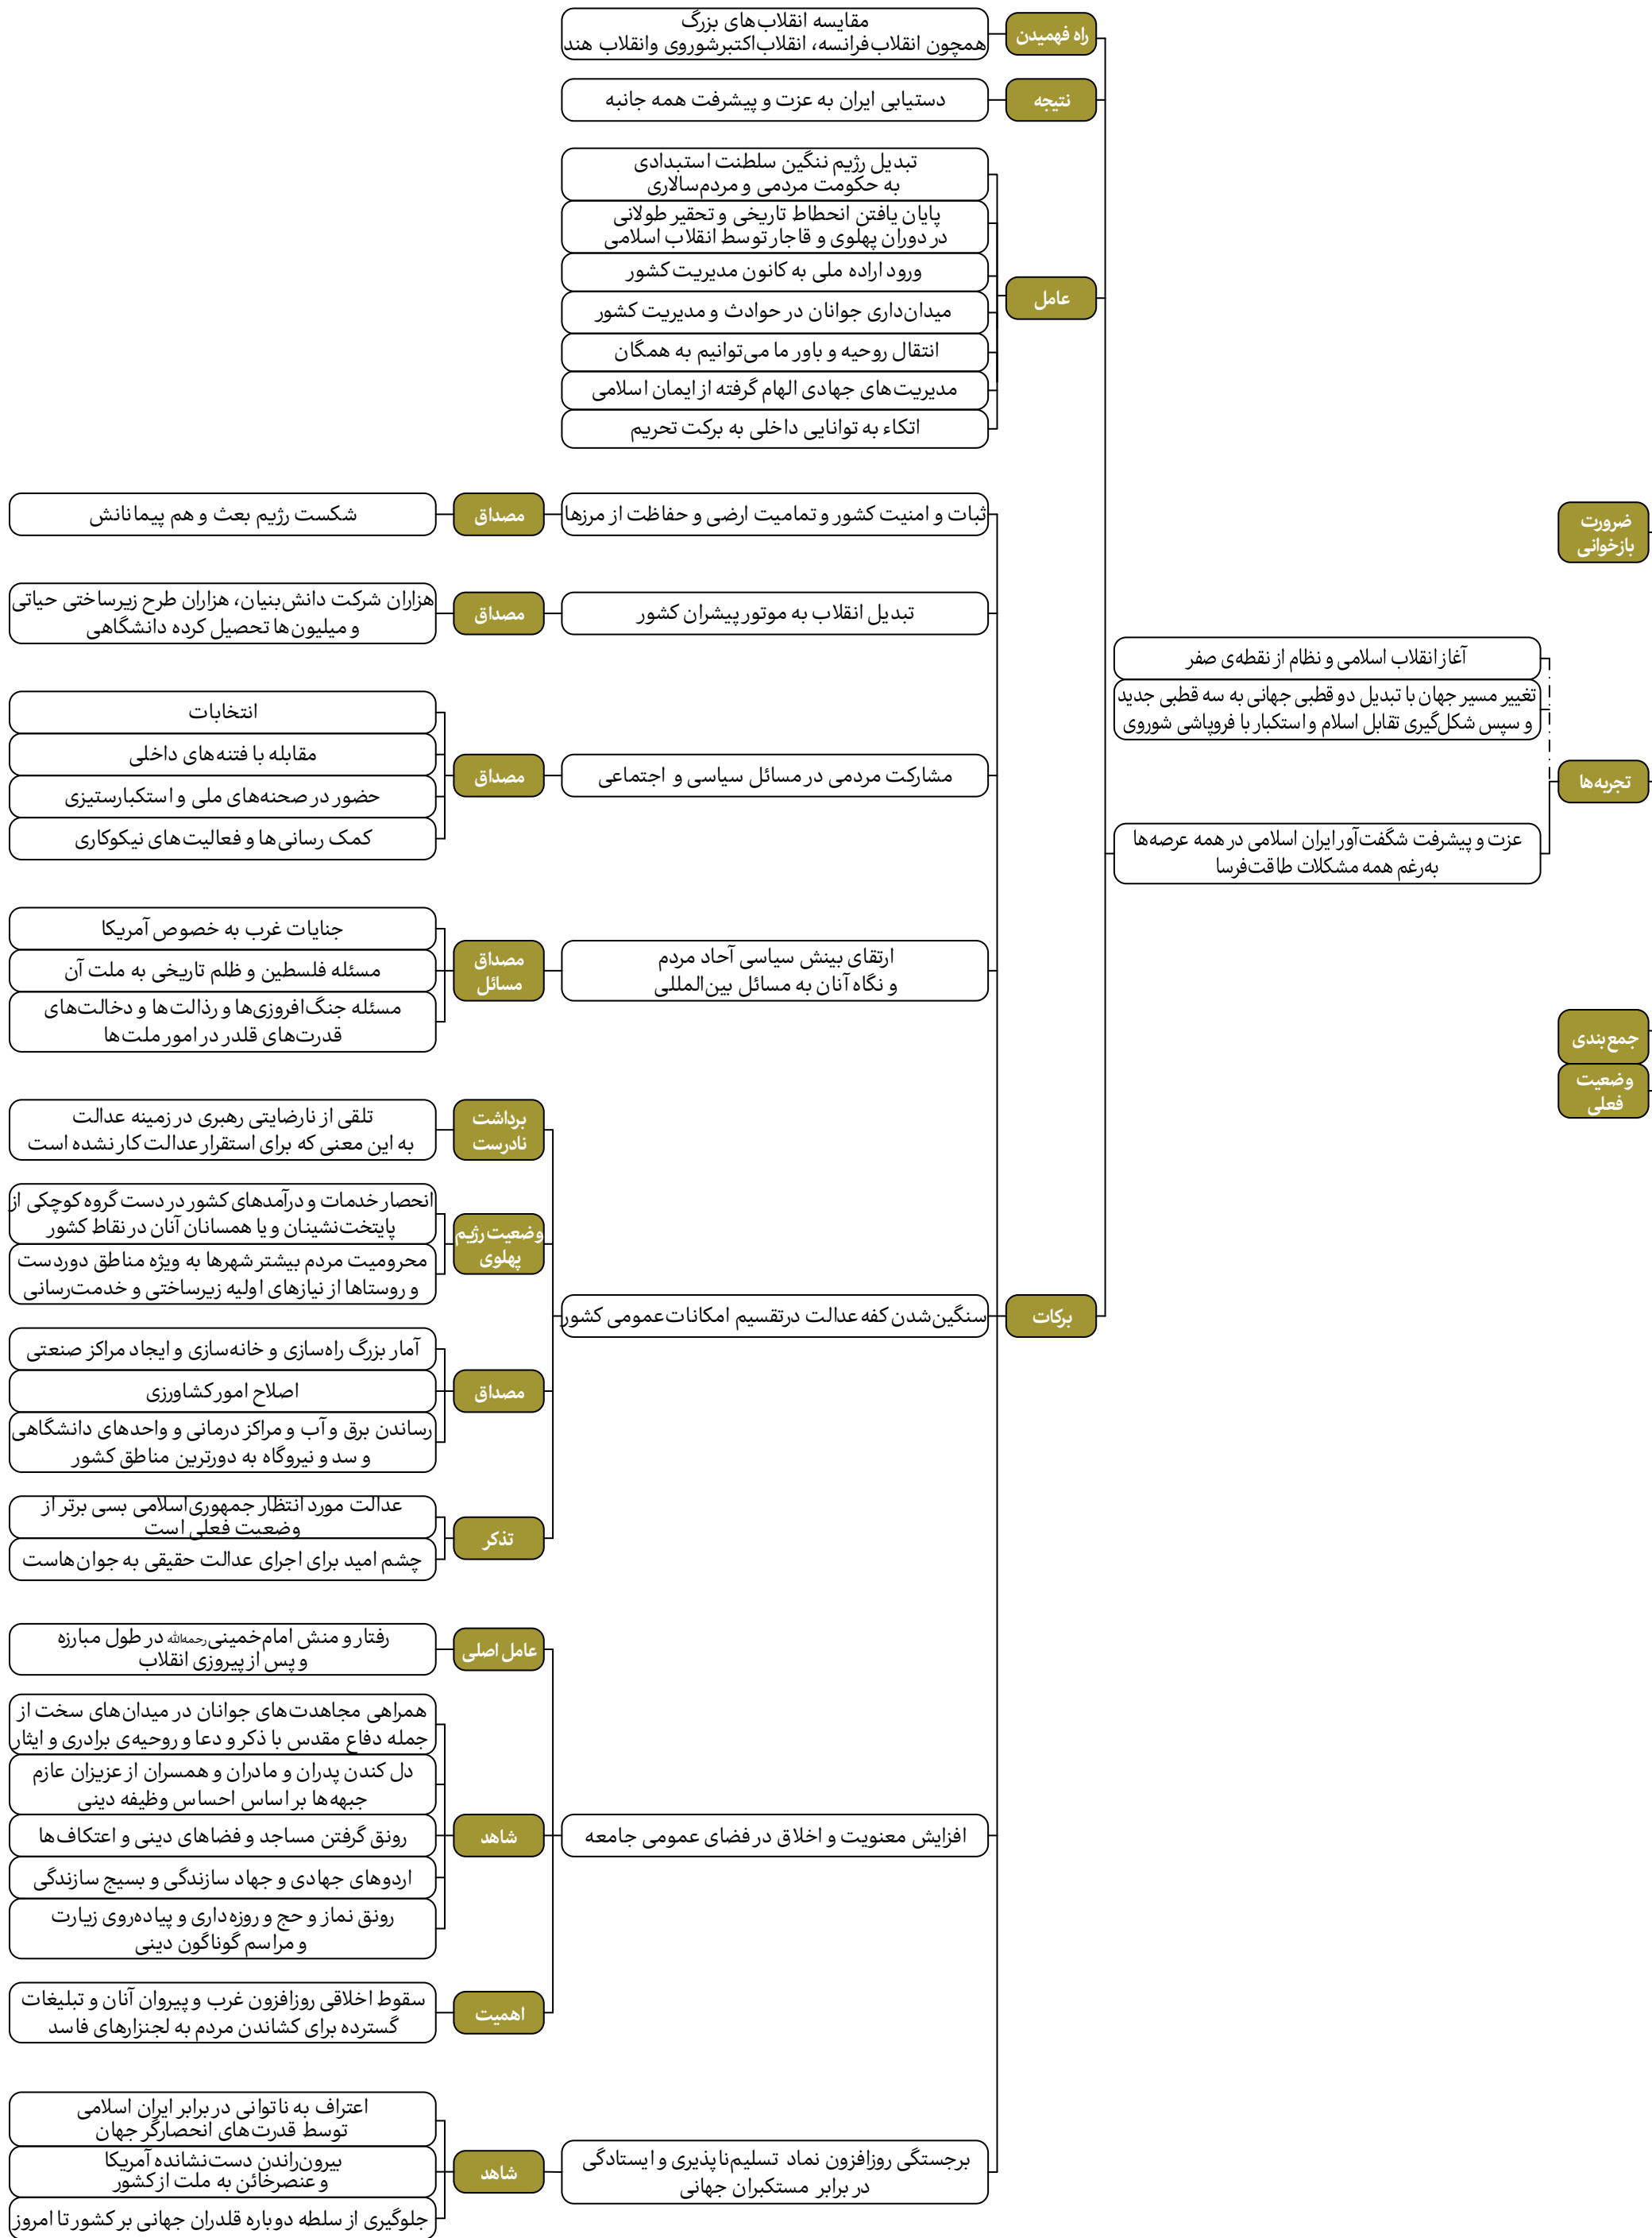 ضرورت
بازخوانی
تجربه‌ها
آغاز انقلاب اسلامی و نظام از نقطه‌ی صفر
تغییر مسیر جهان با تبدیل دو قطبی جهانی به سه قطبی جدید
و سپس شکل‌گیری تقابل اسلام و استکبار با فروپاشی شوروی
عزت و پیشرفت شگفت‌آور ایران اسلامی در همه عرصه‌ها
به‌رغم همه مشکلات طاقت‌فرسا
راه فهمیدن
مقایسه انقلاب‌های بزرگ
همچون انقلاب‌فرانسه، انقلاب‌اکتبرشوروی وانقلاب هند
نتیجه
دستیابی ایران به عزت و پیشرفت همه جانبه
عامل
تبدیل رژیم ننگین سلطنت استبدادی
به حکومت مردمی و مردم‌سالاری
پایان یافتن انحطاط تاریخی و تحقیر طولانی
در دوران پهلوی و قاجار توسط انقلاب اسلامی
ورود اراده ملی به کانون مدیریت کشور
میدان‌داری جوانان در حوادث و مدیریت کشور
انتقال روحیه و باور ما می‌توانیم به همگان
مدیریت‌های جهادی الهام گرفته از ایمان اسلامی
اتکاء به توانایی داخلی به برکت تحریم
برکات
ثبات و امنیت کشور و تمامیت ارضی و حفاظت از مرزها
مصداق
شکست رژیم بعث و هم پیمانانش
تبدیل انقلاب به موتور پیشران کشور
مصداق
هزاران شرکت دانش‌بنیان، هزاران طرح زیرساختی حیاتی
و میلیون‌ها تحصیل کرده دانشگاهی
مشارکت مردمی در مسائل سیاسی و اجتماعی
مصداق
انتخابات
مقابله با فتنه‌های داخلی
حضور در صحنه‌های ملی و استکبارستیزی
کمک رسانی‌ها و فعالیت‌های نیکوکاری
ارتقای بینش سیاسی آحاد مردم
و نگاه آنان به مسائل بین‌المللی
مصداق
مسائل
جنایات غرب به خصوص آمریکا
مسئله فلسطین و ظلم تاریخی به ملت آن
مسئله جنگ‌افروزی‌ها و رذالت‌ها و دخالت‌های
قدرت‌های قلدر در امور ملت‌ها
سنگین‌شدن کفه عدالت درتقسیم امکانات‌عمومی کشور
برداشت
نادرست
تلقی از نارضایتی رهبری در زمینه عدالت
به این معنی که برای استقرار عدالت کار نشده است
وضعیت رژیم
پهلوی
انحصار خدمات و درآمدهای کشور در دست گروه کوچکی از
پایتخت‌نشینان و یا همسانان آنان در نقاط کشور
محرومیت مردم بیشتر شهرها به ویژه مناطق دوردست
و روستاها از نیازهای اولیه زیرساختی و خدمت‌رسانی
مصداق
آمار بزرگ راه‌سازی و خانه‌سازی و ایجاد مراکز صنعتی
اصلاح امور کشاورزی
رساندن برق و آب و مراکز درمانی و واحدهای دانشگاهی
و سد و نیروگاه به دورترین مناطق کشور
تذکر
عدالت مورد انتظار جمهوری‌اسلامی بسی برتر از
وضعیت فعلی است
چشم امید برای اجرای عدالت حقیقی به جوان‌هاست
افزایش معنویت و اخلاق در فضای عمومی جامعه
عامل اصلی
رفتار و منش امام‌خمینی رحمه‌الله در طول مبارزه
و پس از پیروزی انقلاب
شاهد
همراهی مجاهدت‌های جوانان در میدان‌های سخت از
جمله دفاع مقدس با ذکر و دعا و روحیه‌ی برادری و ایثار
دل کندن پدران و مادران و همسران از عزیزان عازم
جبهه‌ها بر اساس احساس وظیفه دینی
رونق گرفتن مساجد و فضاهای دینی و اعتکاف‌ها
اردوهای جهادی و جهاد سازندگی و بسیج سازندگی
رونق نماز و حج و روزه‌داری و پیاده‌روی زیارت
و مراسم گوناگون دینی
اهمیت
سقوط اخلاقی روزافزون غرب و پیروان آنان و تبلیغات
گسترده برای کشاندن مردم به لجنزارهای فاسد
برجستگی روزافزون نماد تسلیم‌ناپذیری و ایستادگی
در برابر مستکبران جهانی
شاهد
اعتراف به ناتوانی در برابر ایران اسلامی
توسط قدرت‌های انحصارگر جهان
بیرون‌راندن دست‌نشانده آمریکا
و عنصرخائن به ملت از کشور
جلوگیری از سلطه دوباره قلدران جهانی بر کشور تا امروز
جمع‌بندی
وضعیت
فعلی